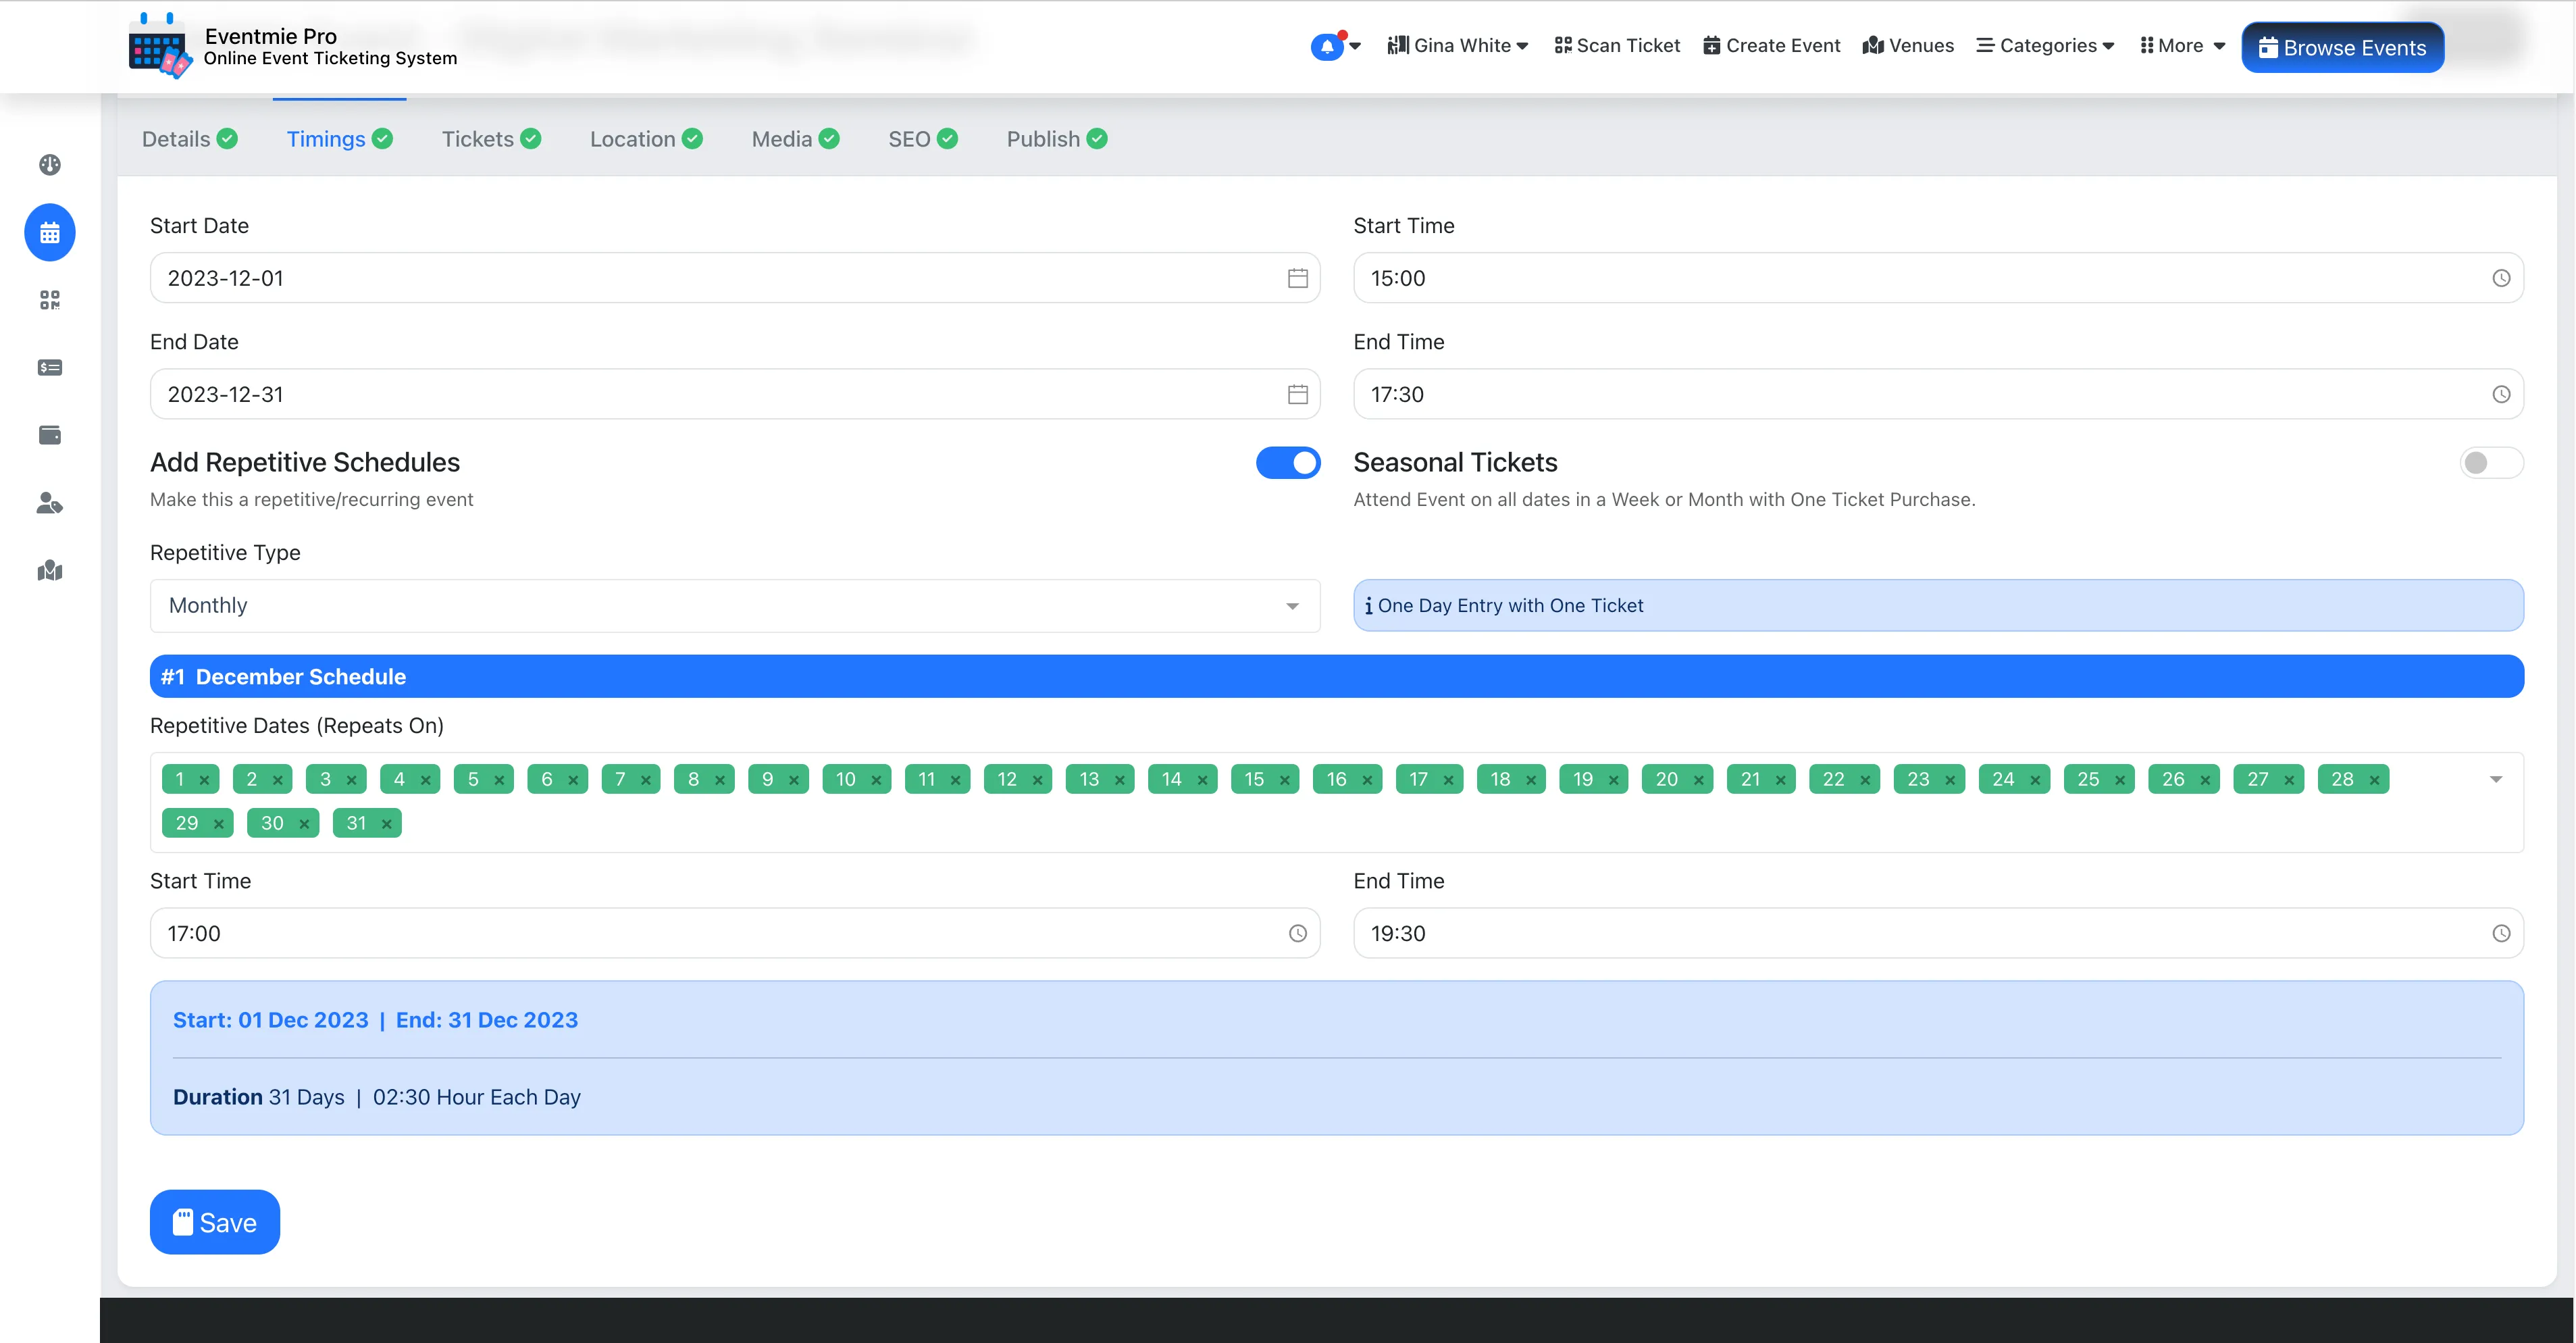 Eventmie Pro
Online Event Ticketing System
Gina White
Scan Ticket
Create Event
Venues
Categories
More
Browse Events
Details
Timings
Tickets
Location
Media
SEO
Publish
Start Date
Start Time
2023-12-01
15:00
End Date
End Time
2023-12-31
17:30
Add Repetitive Schedules
Seasonal Tickets
Make this a repetitive/recurring event
Attend Event on all dates in a Week or Month with One Ticket Purchase.
Repetitive Type
Monthly
One Day Entry with One Ticket
#1 December Schedule
Repetitive Dates (Repeats On)
1 × 2 × 3 × 4 × 5 × 6 × 7 × 8 × 9 × 10 × 11 × 12 × 13 × 14 × 15 × 16 × 17 × 18 × 19 × 20 × 21 × 22 × 23 × 24 × 25 × 26 × 27 × 28 ×
29 × 30 × 31 ×
Start Time
End Time
17:00
19:30
Start: 01 Dec 2023 | End: 31 Dec 2023
Duration 31 Days | 02:30 Hour Each Day
Save